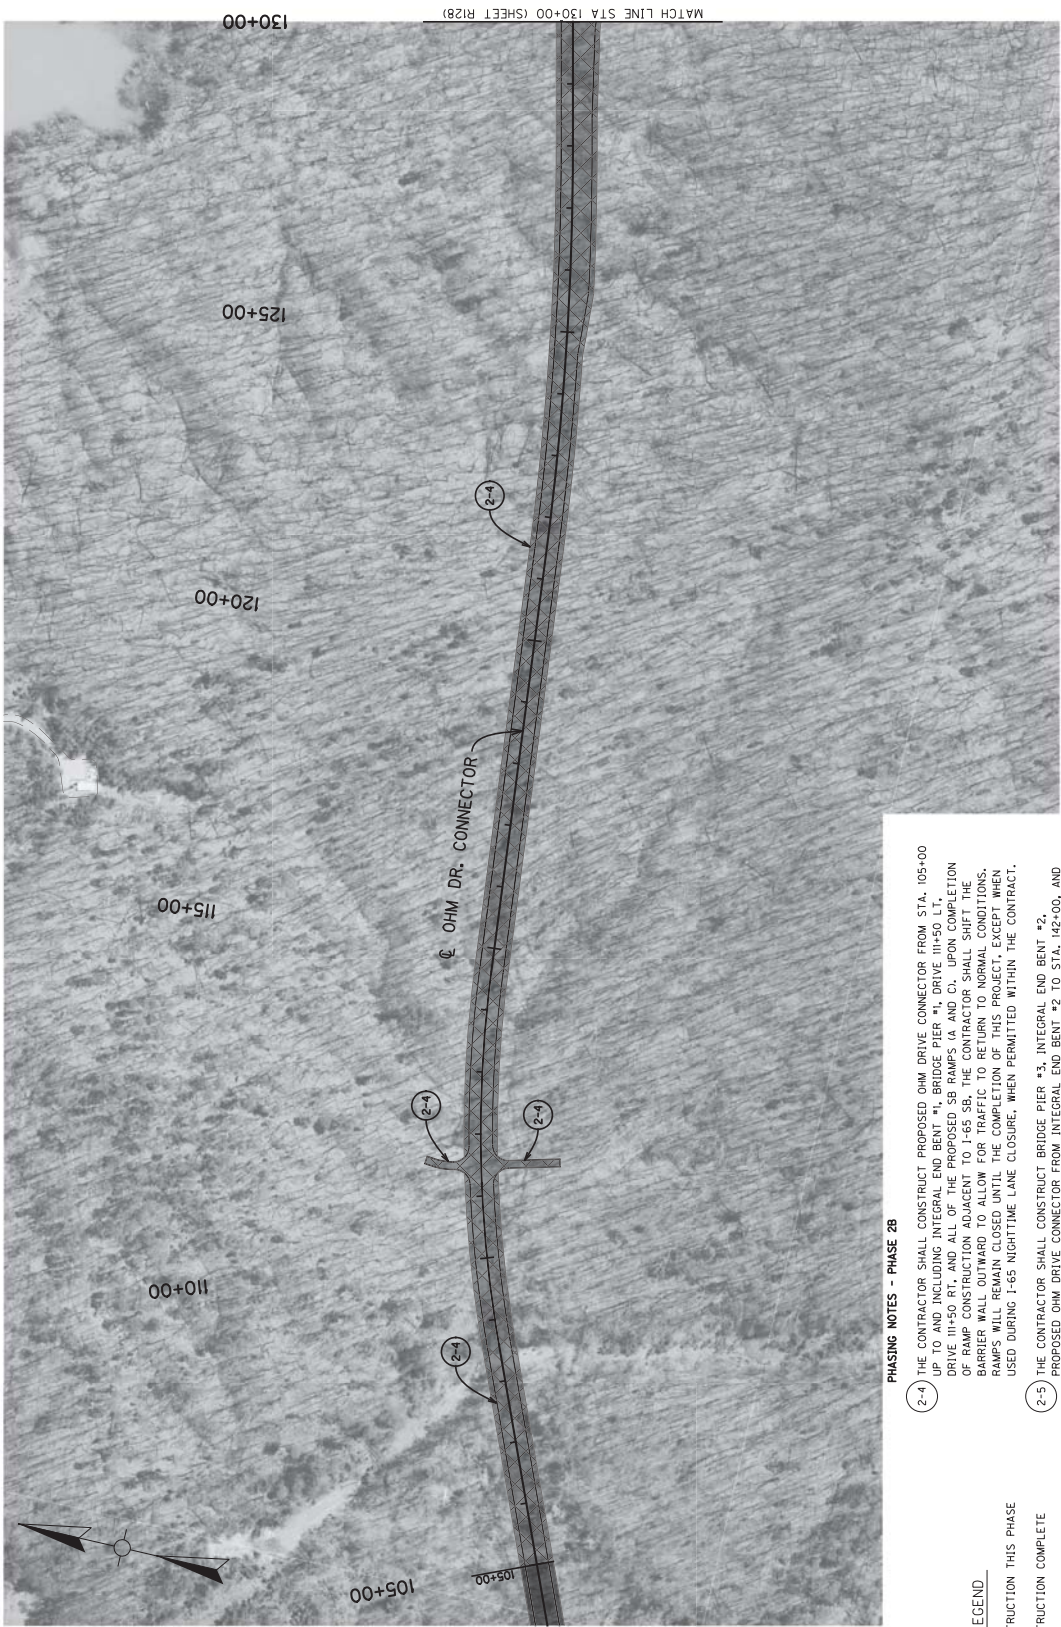 MATCH LINE STA 130+00 (SHEET R128)
130+00
125+00
2-4
120+00
℄ OHM DR. CONNECTOR
115+00
2-4
2-4
110+00
2-4
105+00
105+00
PHASING NOTES - PHASE 2B
2-4 THE CONTRACTOR SHALL CONSTRUCT PROPOSED OHM DRIVE CONNECTOR FROM STA. 105+00
UP TO AND INCLUDING INTEGRAL END BENT #1, BRIDGE PIER #1, DRIVE 111+50 LT,
DRIVE 111+50 RT, AND ALL OF THE PROPOSED SB RAMPS (A AND C). UPON COMPLETION
OF RAMP CONSTRUCTION ADJACENT TO I-65 SB, THE CONTRACTOR SHALL SHIFT THE
BARRIER WALL OUTWARD TO ALLOW FOR TRAFFIC TO RETURN TO NORMAL CONDITIONS.
RAMPS WILL REMAIN CLOSED UNTIL THE COMPLETION OF THIS PROJECT, EXCEPT WHEN
USED DURING I-65 NIGHTTIME LANE CLOSURE, WHEN PERMITTED WITHIN THE CONTRACT.
2-5 THE CONTRACTOR SHALL CONSTRUCT BRIDGE PIER #3, INTEGRAL END BENT #2,
PROPOSED OHM DRIVE CONNECTOR FROM INTEGRAL END BENT #2 TO STA. 142+00, AND
EGEND
TRUCTION THIS PHASE
TRUCTION COMPLETE